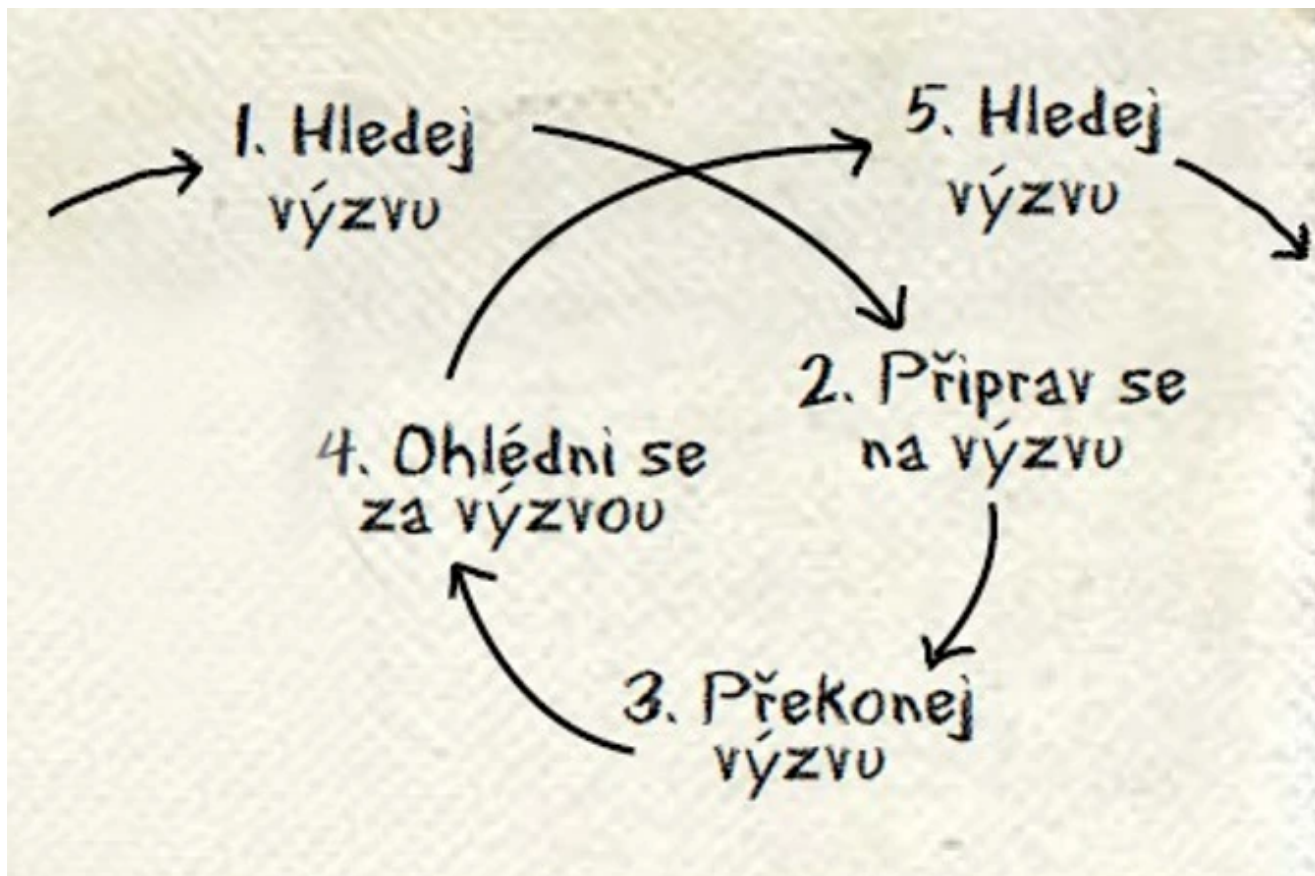 1. Hledej
výzvu
5. Hledej
výzvu
2. Připrav se
na výzvu
4. Ohlédni se
za výzvou
3. Překonej
výzvu